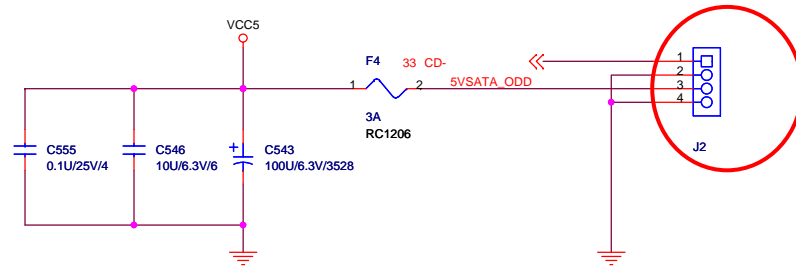 VCC5
F4
33 CD-
1
2
5VSATA_ODD
3A
RC1206
1
2
3
4
J2
C555
0.1U/25V/4
C546
10U/6.3V/6
C543
100U/6.3V/3528
+